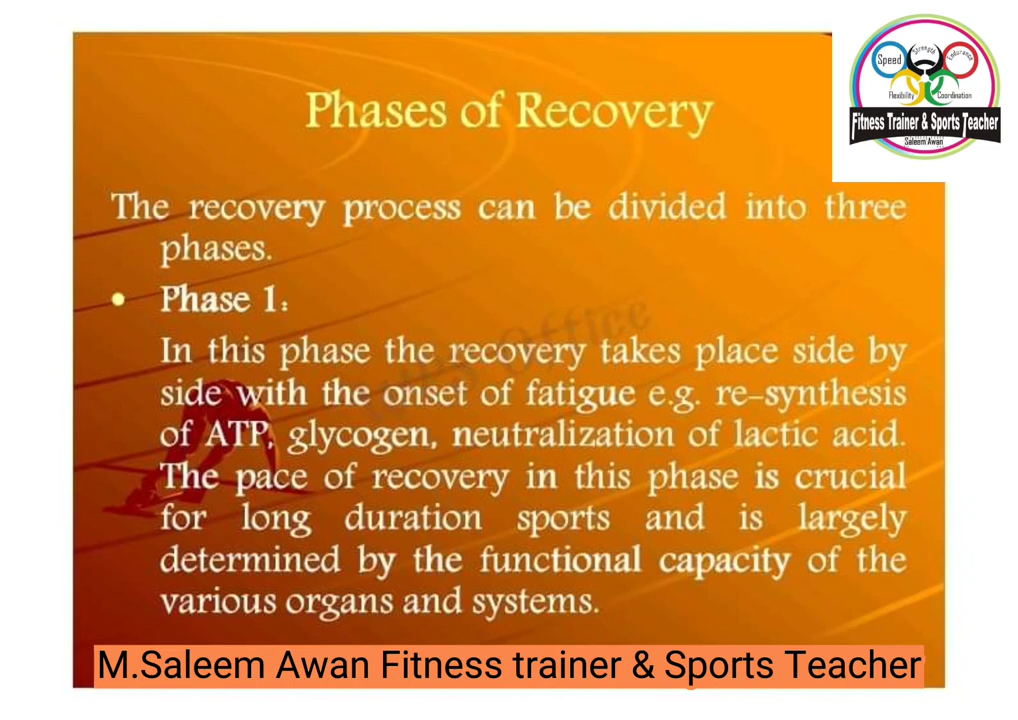 Speed
Strength
Endurance
Flexibility
Coordination
Fitness Trainer & Sports Teacher
Saleem Awan
Phases of Recovery
The recovery process can be divided into three
phases.
• Phase 1:
In this phase the recovery takes place side by
side with the onset of fatigue e.g. re-synthesis
of ATP, glycogen, neutralization of lactic acid.
The pace of recovery in this phase is crucial
for long duration sports and is largely
determined by the functional capacity of the
various organs and systems.
Office
M.Saleem Awan Fitness trainer & Sports Teacher